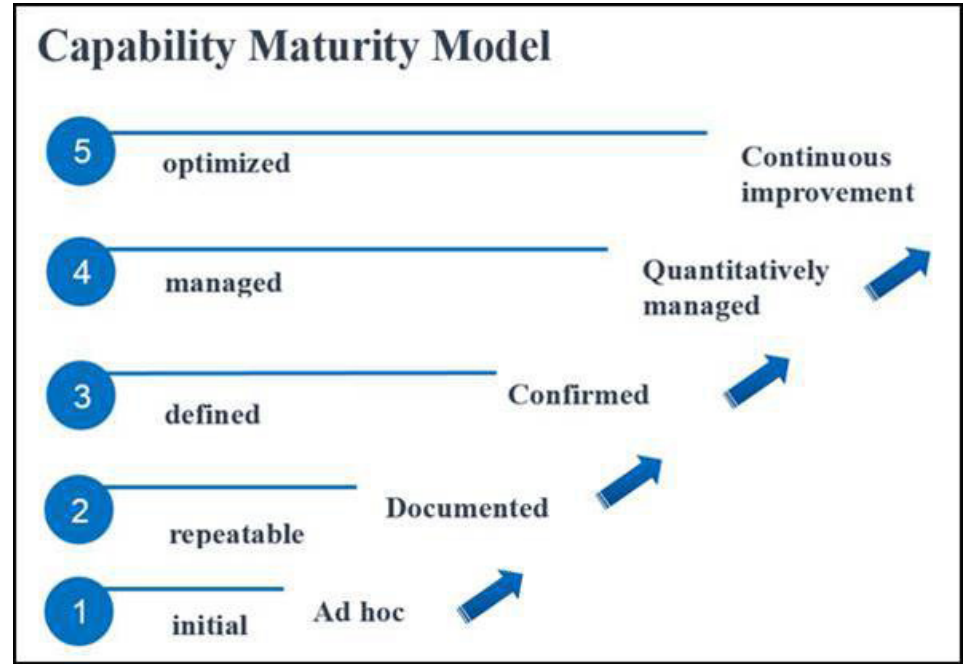 Capability Maturity Model
5
optimized
Continuous
improvement
4
managed
Quantitatively
managed
3
defined
Confirmed
2
repeatable
Documented
1
initial
Ad hoc